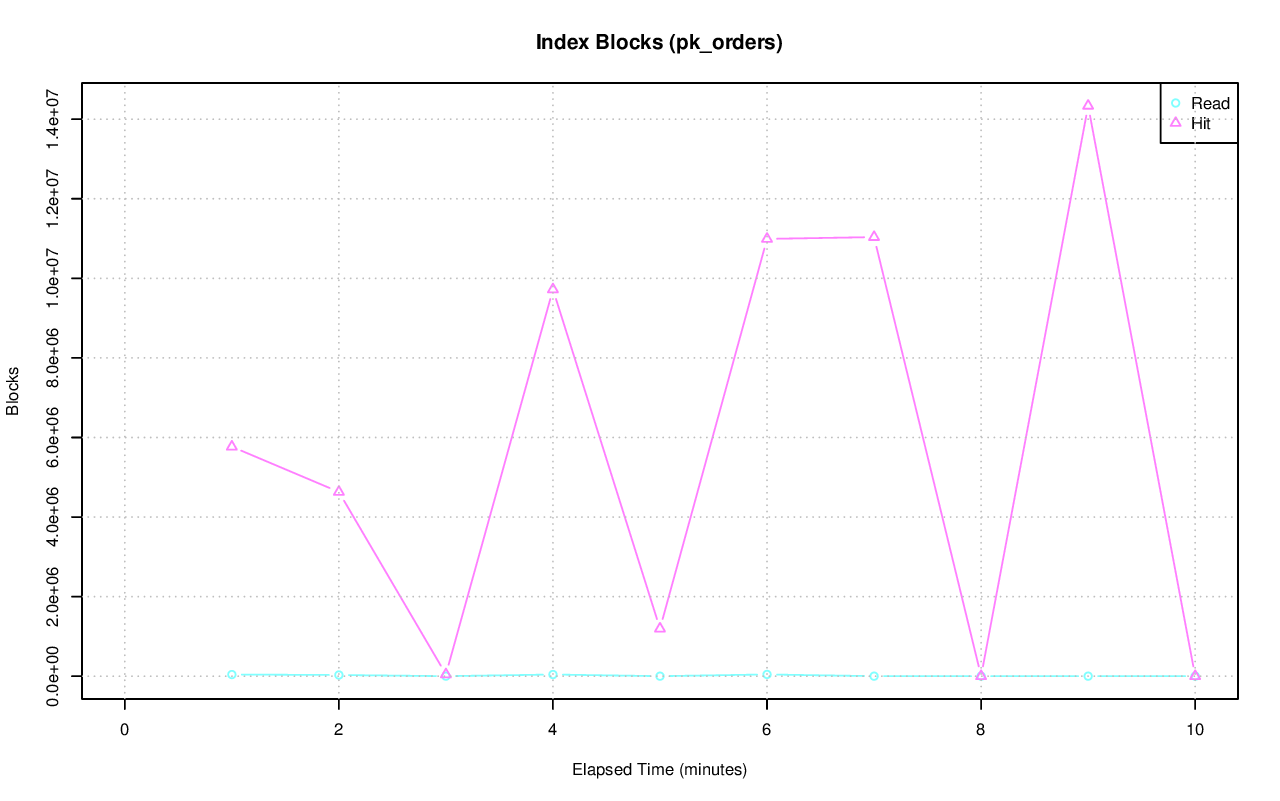 Index Blocks (pk_orders)
Read
Hit
1.4e+07
1.2e+07
1.0e+07
8.0e+06
6.0e+06
4.0e+06
2.0e+06
0.0e+00
Blocks
0 2 4 6 8 10
Elapsed Time (minutes)